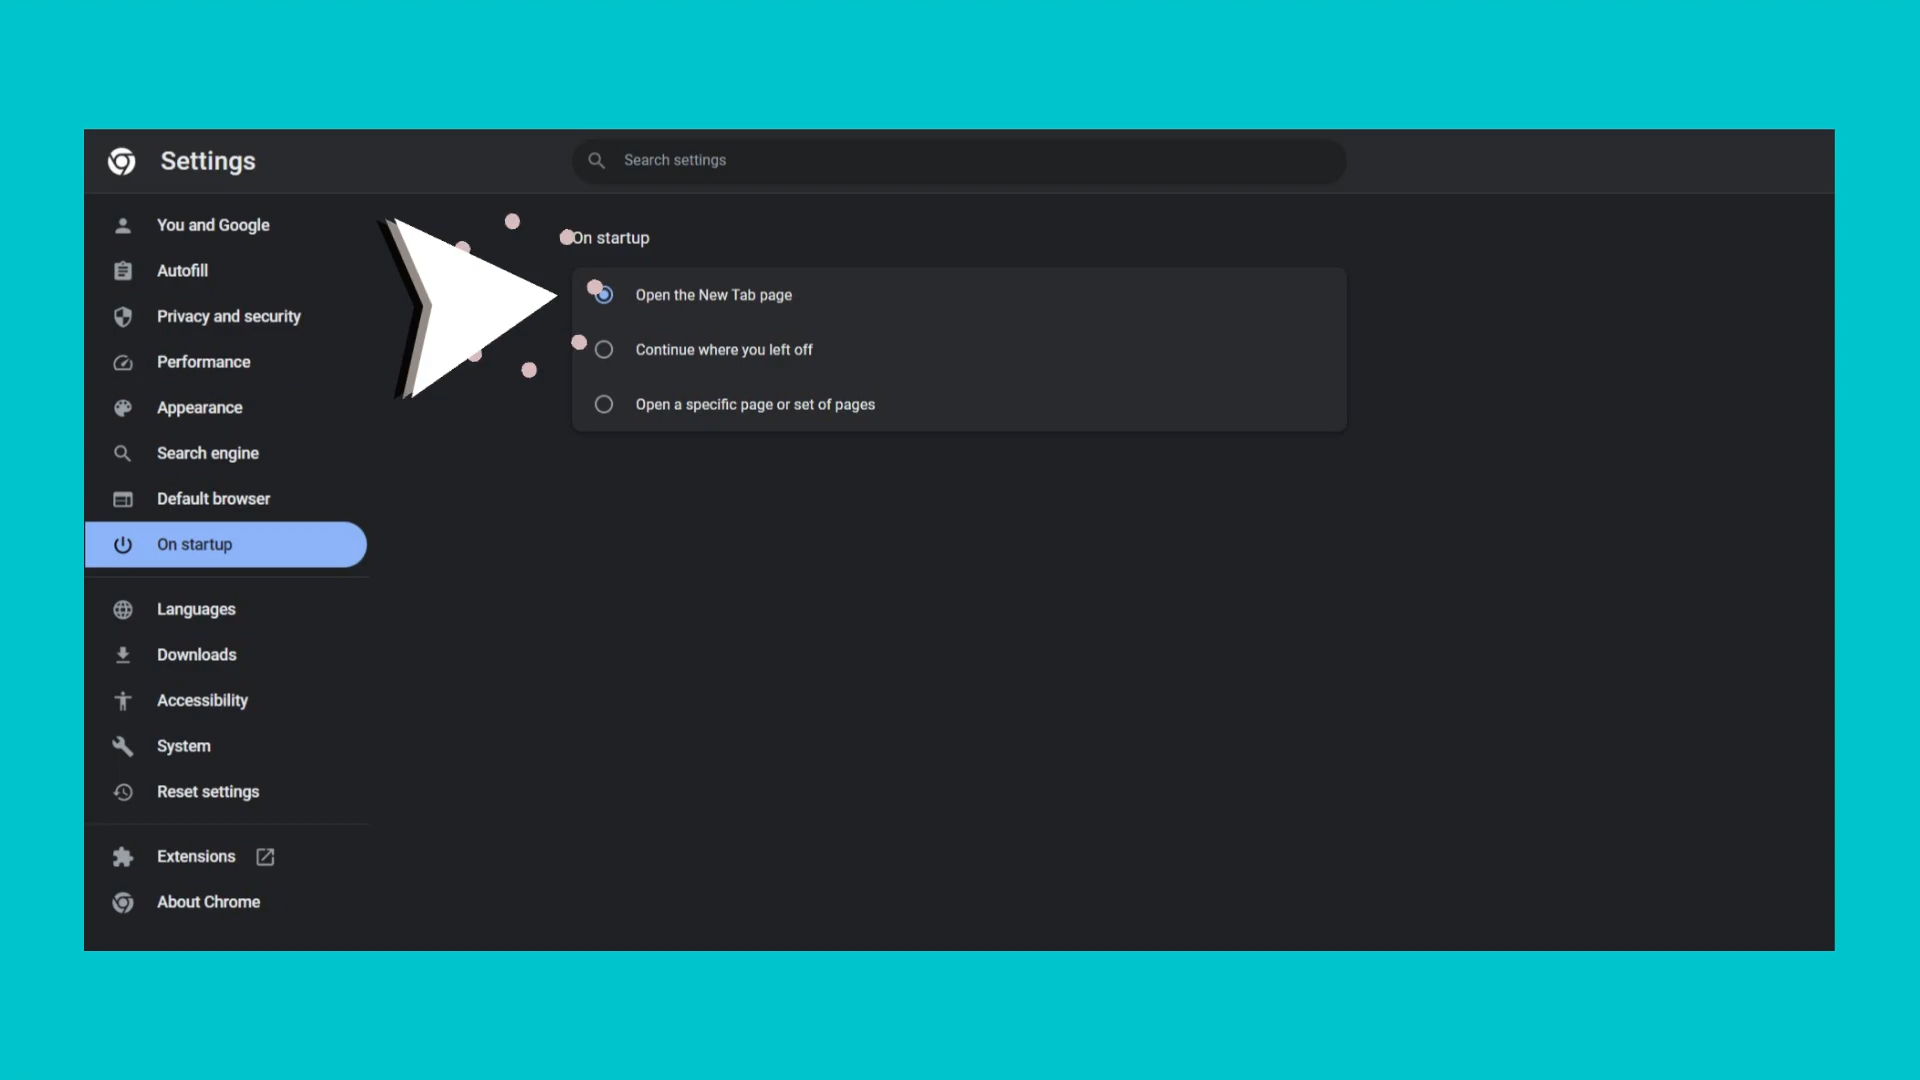 Settings
Search settings
You and Google
Autofill
Privacy and security
Performance
Appearance
Search engine
Default browser
On startup
Languages
Downloads
Accessibility
System
Reset settings
Extensions
About Chrome
On startup
Open the New Tab page
Continue where you left off
Open a specific page or set of pages